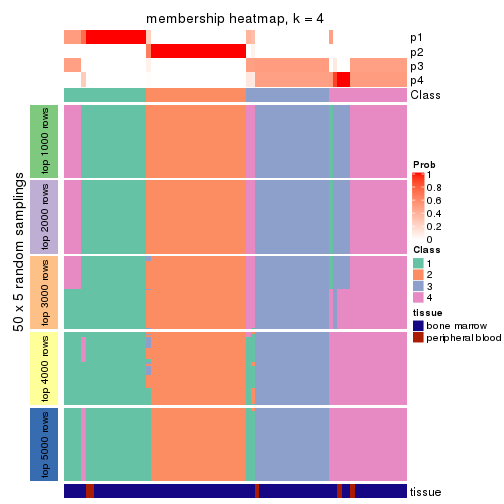 membership heatmap, k = 4
p1
p2
p3
p4
Class
50 x 5 random samplings
top 1000 rows
top 2000 rows
top 3000 rows
top 4000 rows
top 5000 rows
Prob
1
0.8
0.6
0.4
0.2
0
Class
1
2
3
4
tissue
bone marrow
peripheral blood
tissue